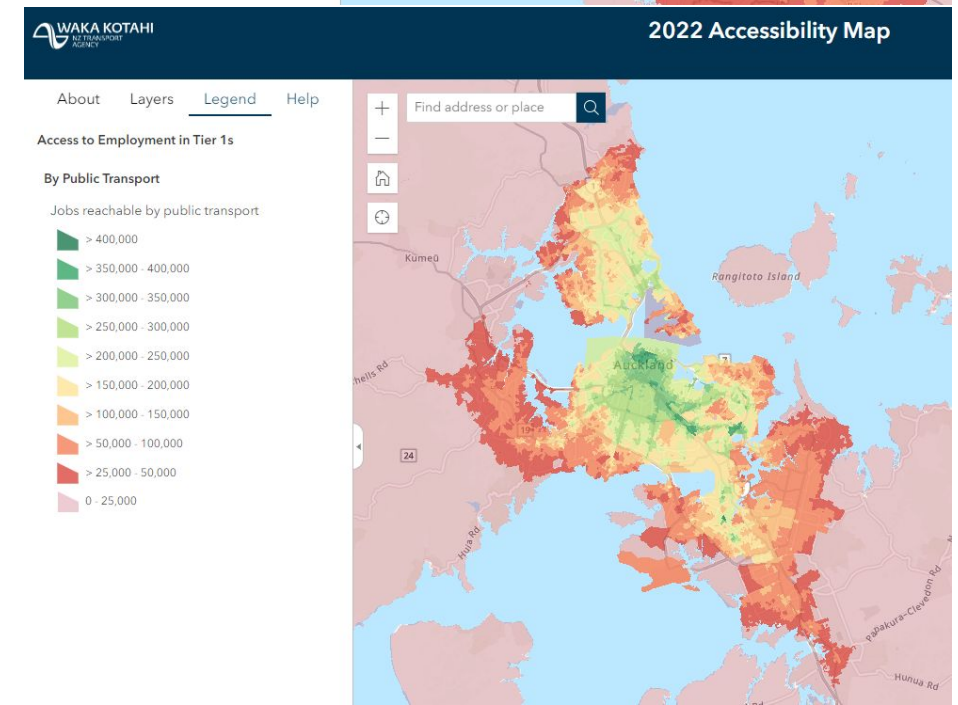 WAKA KOTAHI
NZ TRANSPORT
AGENCY
2022 Accessibility Map
About Layers Legend Help
Access to Employment in Tier 1s
By Public Transport
Jobs reachable by public transport
> 400,000
> 350,000 - 400,000
> 300,000 - 350,000
> 250,000 - 300,000
> 200,000 - 250,000
> 150,000 - 200,000
> 100,000 - 150,000
> 50,000 - 100,000
> 25,000 - 50,000
0 - 25,000
+
Find address or place
−
Kūmeū
Rangitoto Island
Auckland
hells Rd
19
24
Huia Rd
Papakura-Clevedon Rd
Hunua Rd